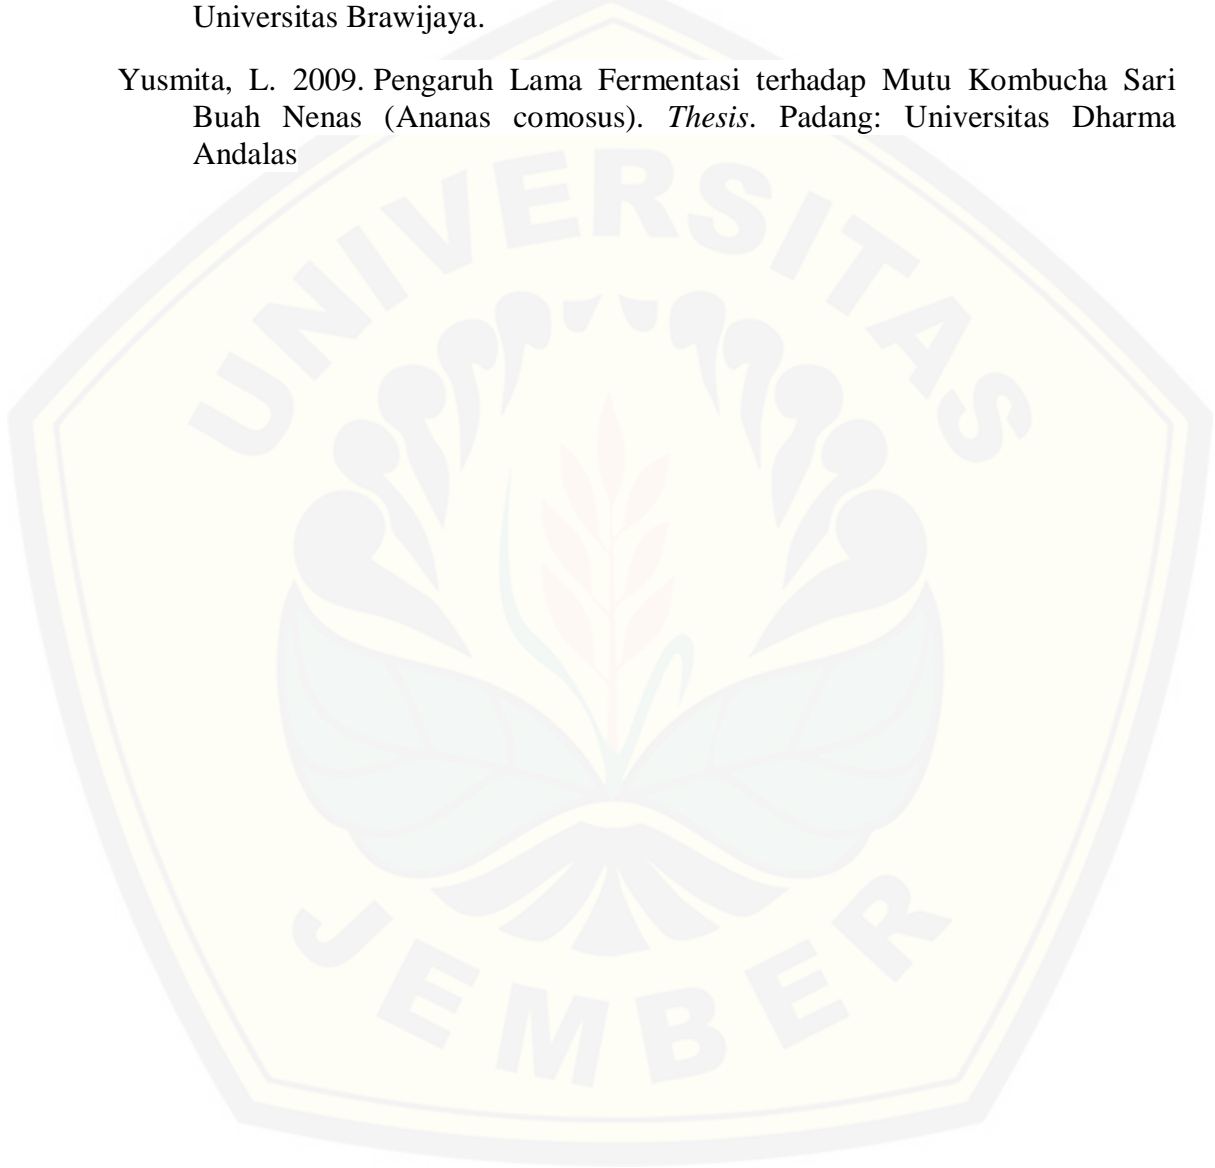 Universitas Brawijaya.
Yusmita, L. 2009. Pengaruh Lama Fermentasi terhadap Mutu Kombucha Sari
Buah Nenas (Ananas comosus). Thesis. Padang: Universitas Dharma
Andalas
UNIVERSITAS
JEMBER